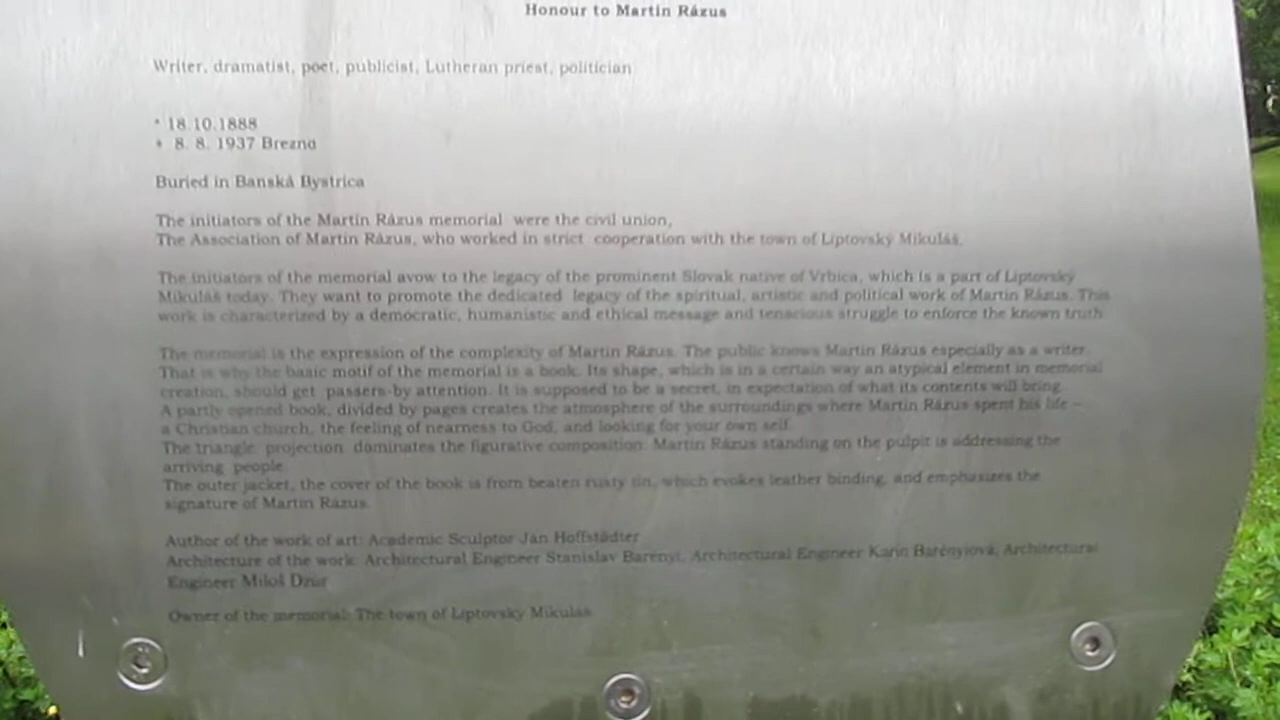 Honour to Martin Rázus
Writer, dramatist, poet, publicist, Lutheran priest, politician
* 18.10.1888
+ 8. 8. 1937 Brezno
Buried in Banská Bystrica
The initiators of the Martin Rázus memorial were the civil union,
The Association of Martin Rázus, who worked in strict cooperation with the town of Liptovský Mikuláš.
The initiators of the memorial avow to the legacy of the prominent Slovak native of Vrbica, which is a part of Liptovský
Mikuláš today. They want to promote the dedicated legacy of the spiritual, artistic and political work of Martin Rázus. This
work is characterized by a democratic, humanistic and ethical message and tenacious struggle to enforce the known truth.
The memorial is the expression of the complexity of Martin Rázus. The public knows Martin Rázus especially as a writer.
That is why the basic motif of the memorial is a book. Its shape, which is in a certain way an atypical element in memorial
creation, should get passers-by attention. It is supposed to be a secret, in expectation of what its contents will bring.
A partly opened book, divided by pages creates the atmosphere of the surroundings where Martin Rázus spent his life –
a Christian church, the feeling of nearness to God, and looking for your own self.
The triangle projection dominates the figurative composition: Martin Rázus standing on the pulpit is addressing the
arriving people.
The outer jacket, the cover of the book is from beaten rusty tin, which evokes leather binding, and emphasizes the
signature of Martin Rázus.
Author of the work of art: Academic Sculptor Ján Hoffstädter
Architecture of the work: Architectural Engineer Stanislav Barényi, Architectural Engineer Karin Barényiová, Architectural
Engineer Miloš Dzúr
Owner of the memorial: The town of Liptovský Mikuláš